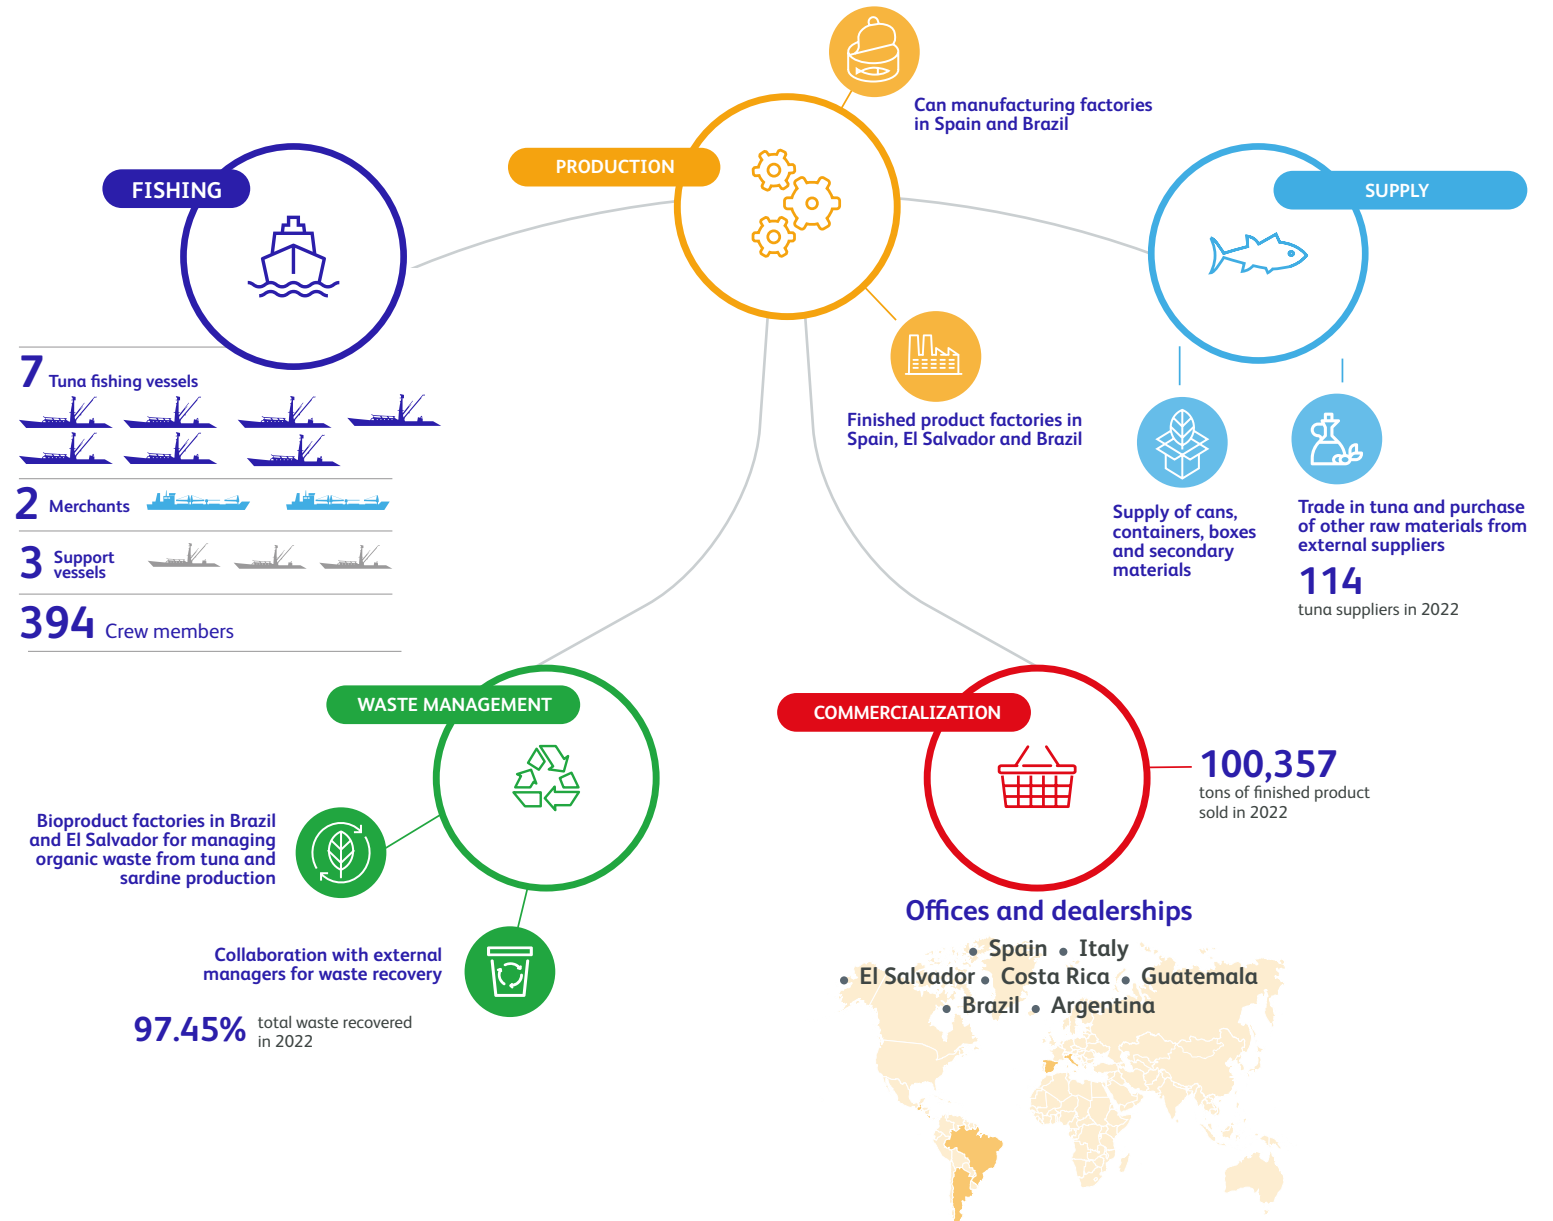 FISHING
7 Tuna fishing vessels
2 Merchants
3 Support
vessels
394 Crew members
PRODUCTION
Can manufacturing factories
in Spain and Brazil
Finished product factories in
Spain, El Salvador and Brazil
SUPPLY
Supply of cans,
containers, boxes
and secondary
materials
Trade in tuna and purchase
of other raw materials from
external suppliers
114
tuna suppliers in 2022
WASTE MANAGEMENT
Bioproduct factories in Brazil
and El Salvador for managing
organic waste from tuna and
sardine production
Collaboration with external
managers for waste recovery
97.45% total waste recovered
in 2022
COMMERCIALIZATION
100,357
tons of finished product
sold in 2022
Offices and dealerships
• Spain • Italy
• El Salvador • Costa Rica • Guatemala
• Brazil • Argentina